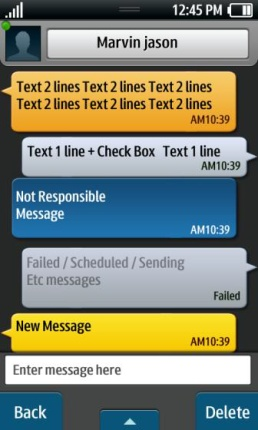 12:45 PM
Marvin jason
Text 2 lines Text 2 lines Text 2 lines
Text 2 lines Text 2 lines Text 2 lines
AM10:39
Text 1 line + Check Box Text 1 line
AM10:39
Not Responsible
Message
AM10:39
Failed / Scheduled / Sending
Etc messages
Failed
New Message
AM10:39
Enter message here
Back
Delete